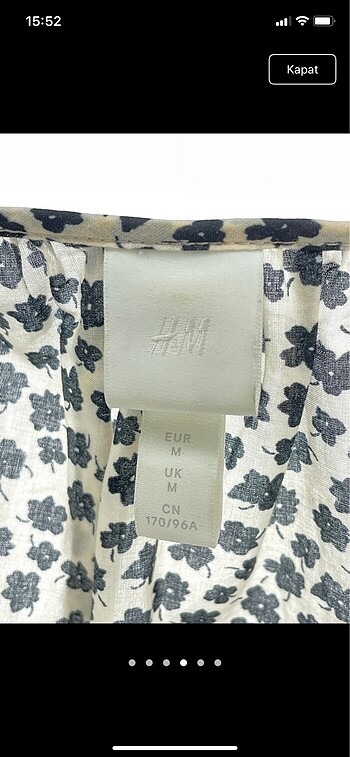 15:52
Kapat
H&M
EUR
M
UK
M
CN
170/96A